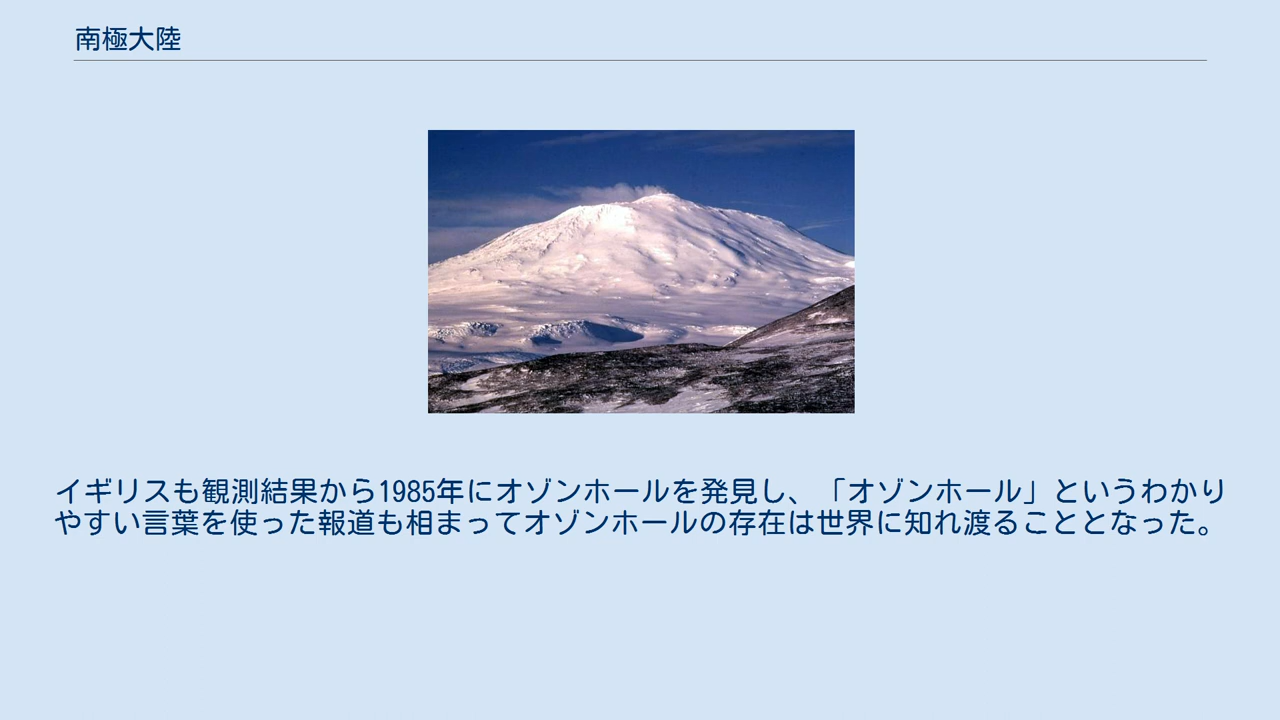 南極大陸
イギリスも観測結果から1985年にオゾンホールを発見し、「オゾンホール」というわかり
やすい言葉を使った報道も相まってオゾンホールの存在は世界に知れ渡ることとなった。